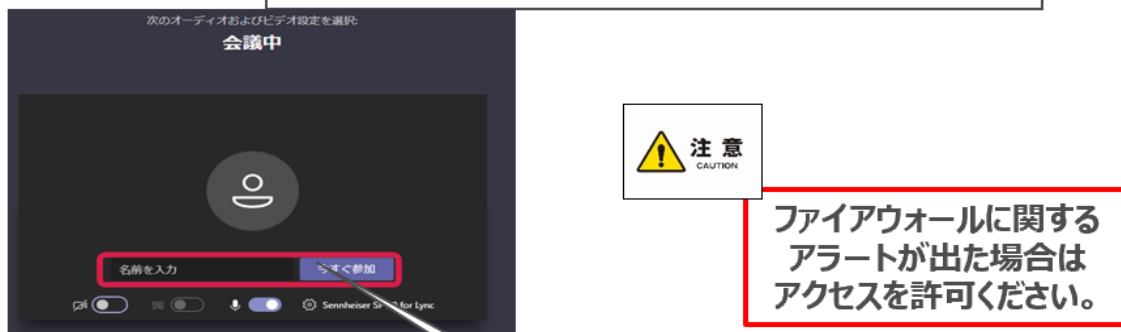 次のオーディオおよびビデオ設定を選択:
会議中
注 意
CAUTION
ファイアウォールに関する
アラートが出た場合は
アクセスを許可ください。
名前を入力
今すぐ参加
Sennheiser for Lync